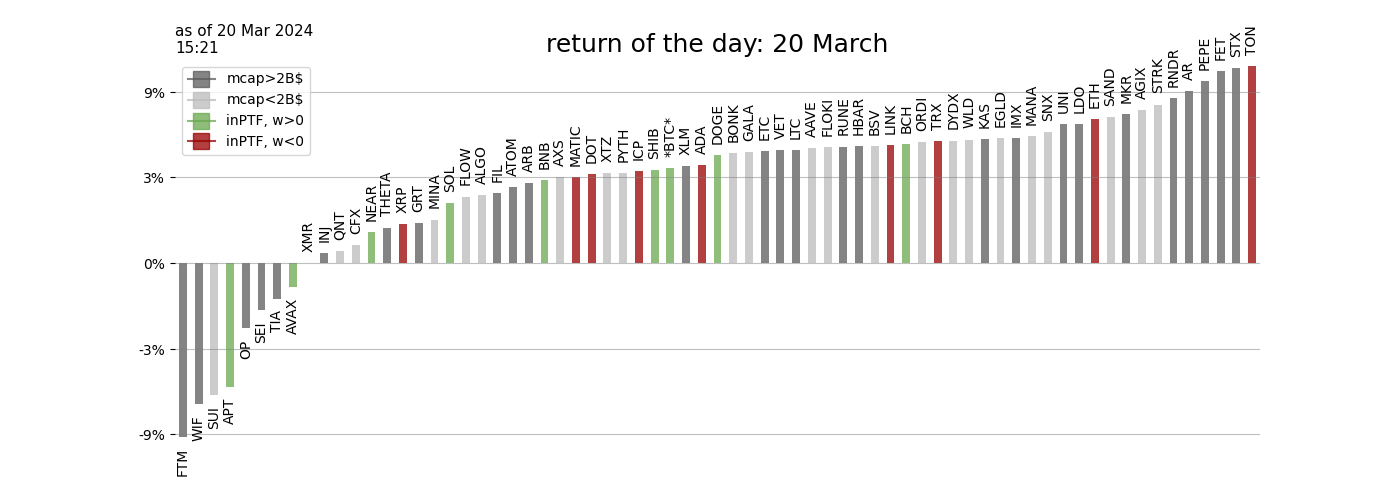 as of 20 Mar 2024
15:21
return of the day: 20 March
mcap>2B$
mcap<2B$
inPTF, w>0
inPTF, w<0
9%
3%
0%
-3%
-9%
FTM
WIF
SUI
APT
OP
SEI
TIA
AVAX
XMR
INJ
QNT
CFX
NEAR
THETA
XRP
GRT
MINA
SOL
FLOW
ALGO
FIL
ATOM
ARB
BNB
AXS
MATIC
DOT
XTZ
PYTH
ICP
SHIB
*BTC*
XLM
ADA
DOGE
BONK
GALA
ETC
VET
LTC
AAVE
FLOKI
RUNE
HBAR
BSV
LINK
BCH
ORDI
TRX
DYDX
WLD
KAS
EGLD
IMX
MANA
SNX
UNI
LDO
ETH
SAND
MKR
AGIX
STRK
RNDR
AR
PEPE
FET
STX
TON